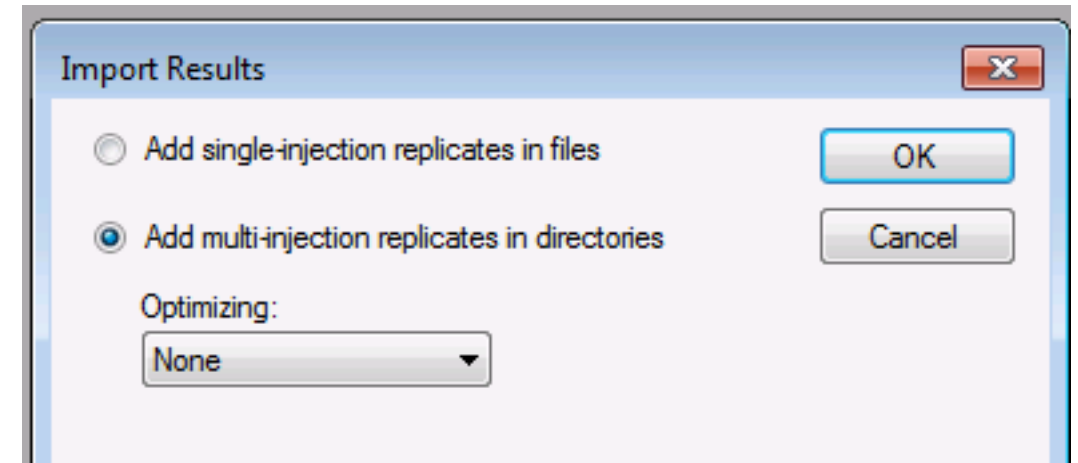 Import Results
Add single-injection replicates in files
OK
Add multi-injection replicates in directories
Cancel
Optimizing:
None